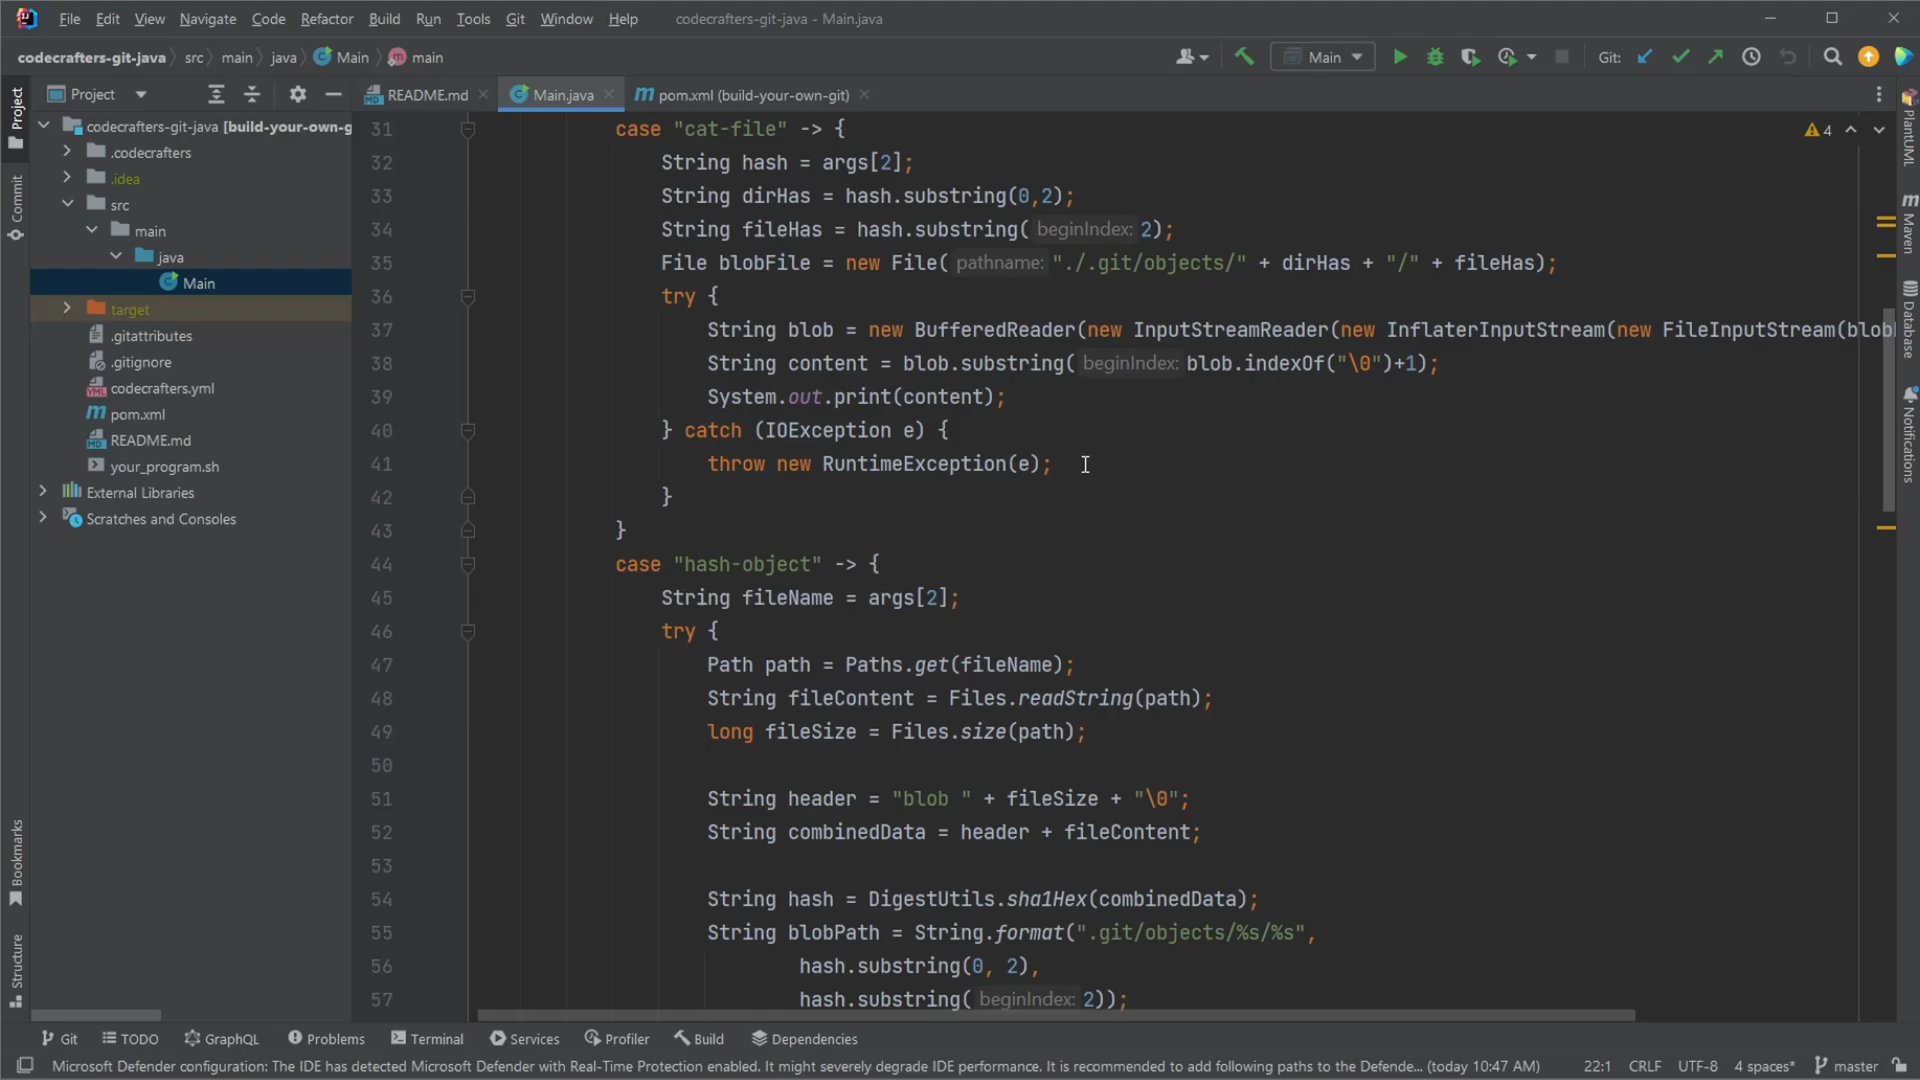 File Edit View Navigate Code Refactor Build Run Tools Git Window Help codecrafters-git-java - Main.java
codecrafters-git-java src main java Main main Main Git:
Project README.md Main.java pom.xml (build-your-own-git)
codecrafters-git-java [build-your-own-g
.codecrafters
.idea
src
main
java
Main
target
.gitattributes
.gitignore
codecrafters.yml
pom.xml
README.md
your_program.sh
External Libraries
Scratches and Consoles
Project
Commit
Bookmarks
Structure
31 case "cat-file" -> {
32 String hash = args[2];
33 String dirHas = hash.substring(0,2);
34 String fileHas = hash.substring( beginIndex: 2);
35 File blobFile = new File( pathname: "./.git/objects/" + dirHas + "/" + fileHas);
36 try {
37 String blob = new BufferedReader(new InputStreamReader(new InflaterInputStream(new FileInputStream(blob
38 String content = blob.substring( beginIndex: blob.indexOf("\0")+1);
39 System.out.print(content);
40 } catch (IOException e) {
41 throw new RuntimeException(e);
42 }
43 }
44 case "hash-object" -> {
45 String fileName = args[2];
46 try {
47 Path path = Paths.get(fileName);
48 String fileContent = Files.readString(path);
49 long fileSize = Files.size(path);
50
51 String header = "blob " + fileSize + "\0";
52 String combinedData = header + fileContent;
53
54 String hash = DigestUtils.sha1Hex(combinedData);
55 String blobPath = String.format(".git/objects/%s/%s",
56 hash.substring(0, 2),
57 hash.substring( beginIndex: 2));
4
PlantUML
Maven
Database
Notifications
Git TODO GraphQL Problems Terminal Services Profiler Build Dependencies
Microsoft Defender configuration: The IDE has detected Microsoft Defender with Real-Time Protection enabled. It might severely degrade IDE performance. It is recommended to add following paths to the Defende... (today 10:47 AM) 22:1 CRLF UTF-8 4 spaces* master